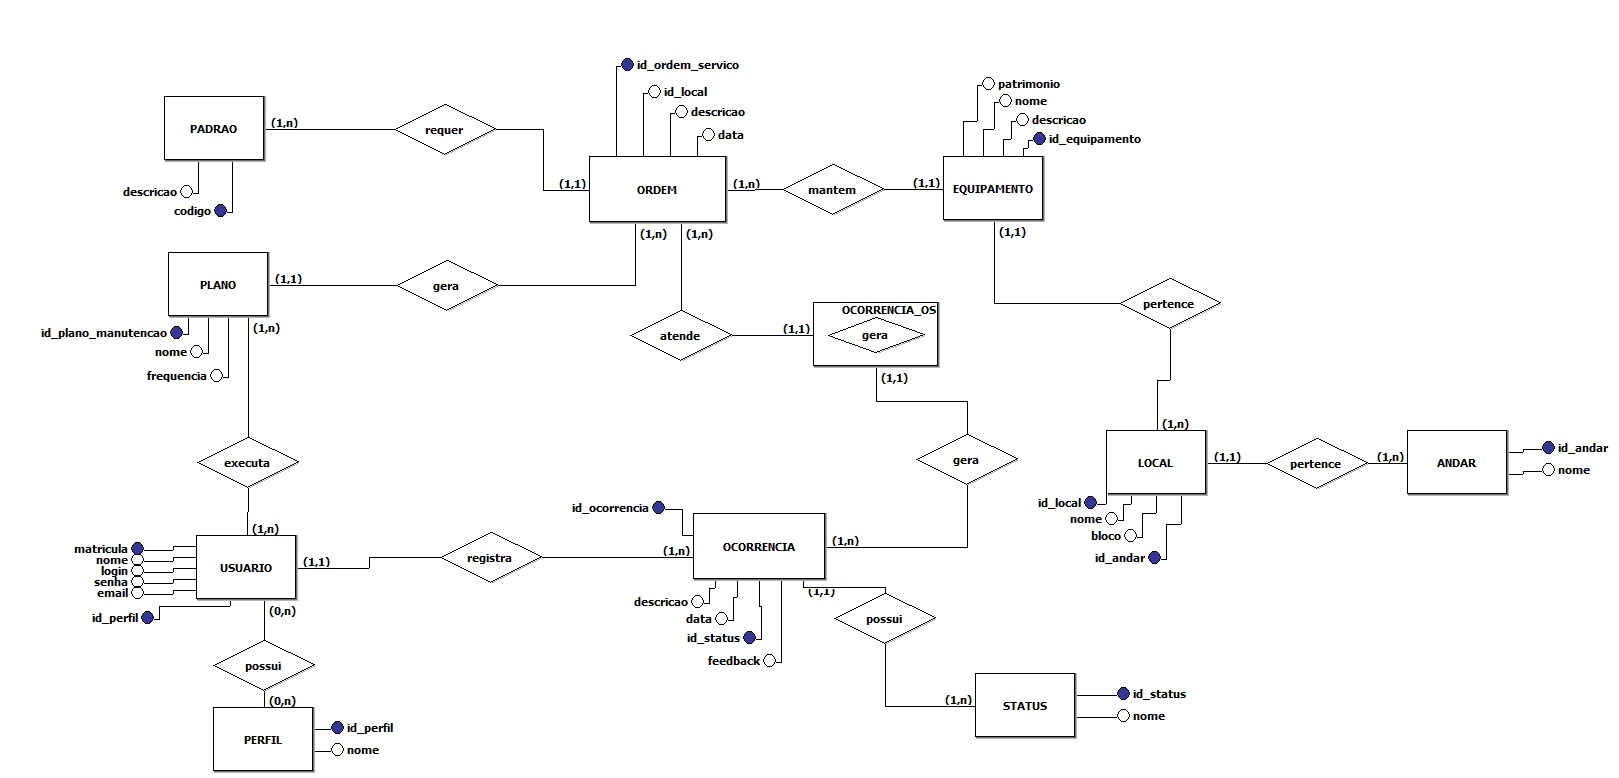 id_ordem_servico
id_local
descricao
data
patrimonio
nome
descricao
id_equipamento
PADRAO
(1,n)
requer
(1,1)
ORDEM
(1,n)
mantem
(1,1)
EQUIPAMENTO
descricao
codigo
(1,n)
(1,n)
(1,1)
PLANO
(1,1)
gera
pertence
OCORRENCIA_OS
gera
atende
(1,1)
id_plano_manutencao
nome
frequencia
(1,n)
(1,1)
executa
gera
(1,n)
LOCAL
(1,1)
pertence
(1,n)
ANDAR
id_andar
nome
id_local
nome
bloco
id_andar
id_ocorrencia
(1,n)
matricula
nome
login
senha
email
id_perfil
USUARIO
(1,1)
registra
(1,n)
OCORRENCIA
(1,n)
descricao
data
id_status
feedback
(1,1)
possui
(0,n)
possui
(0,n)
PERFIL
id_perfil
nome
(1,n)
STATUS
id_status
nome